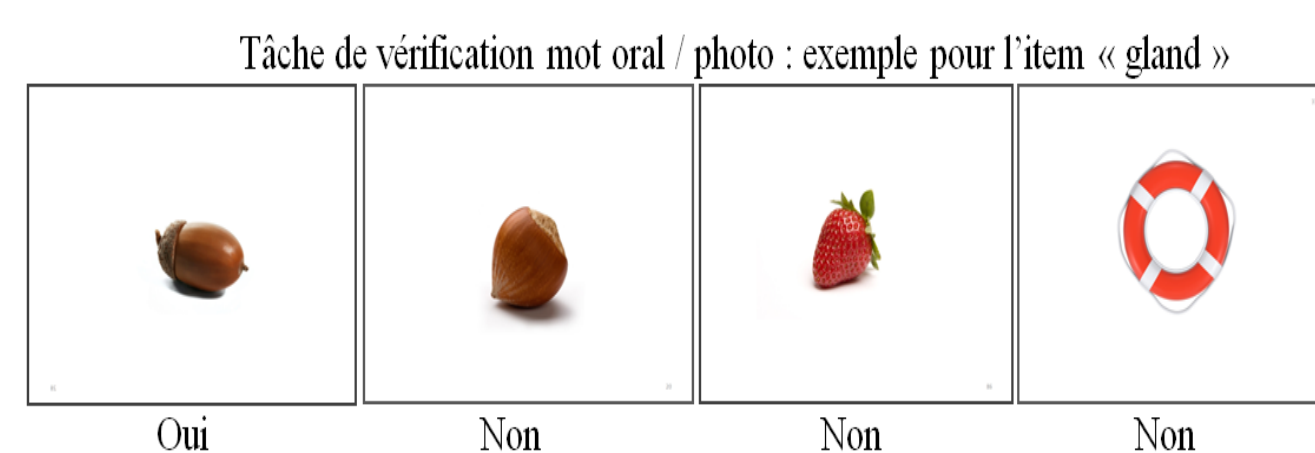 Tâche de vérification mot oral / photo : exemple pour l'item « gland »
Oui Non Non Non